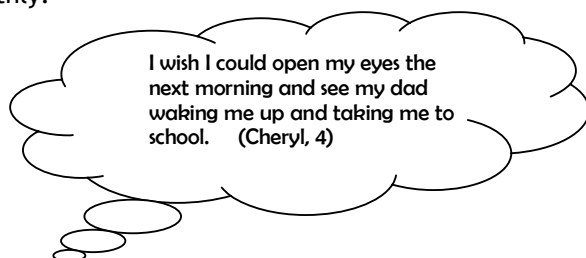 I wish I could open my eyes the
next morning and see my dad
waking me up and taking me to
school. (Cheryl, 4)